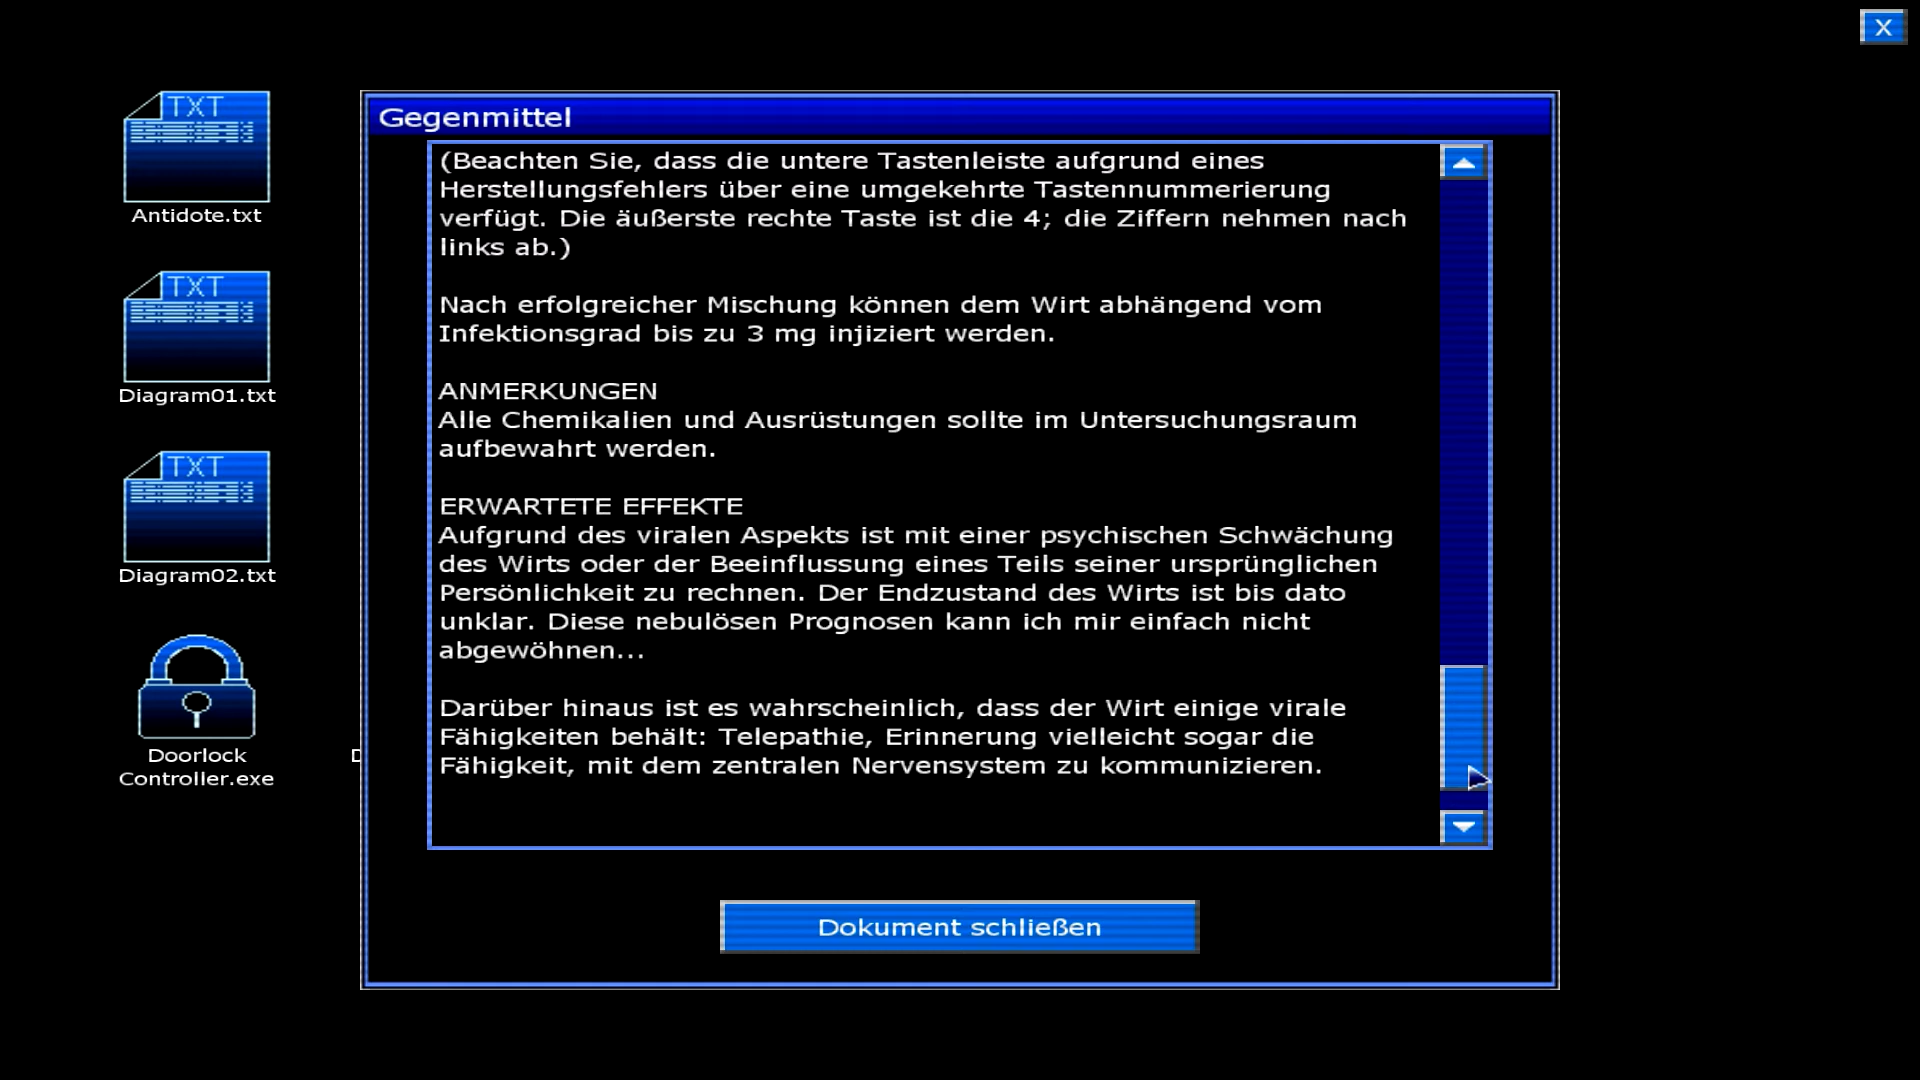 X
TXT
Antidote.txt
TXT
Diagram01.txt
TXT
Diagram02.txt
Doorlock
Controller.exe
D
Gegenmittel
(Beachten Sie, dass die untere Tastenleiste aufgrund eines
Herstellungsfehlers über eine umgekehrte Tastennummerierung
verfügt. Die äußerste rechte Taste ist die 4; die Ziffern nehmen nach
links ab.)
Nach erfolgreicher Mischung können dem Wirt abhängend vom
Infektionsgrad bis zu 3 mg injiziert werden.
ANMERKUNGEN
Alle Chemikalien und Ausrüstungen sollte im Untersuchungsraum
aufbewahrt werden.
ERWARTETE EFFEKTE
Aufgrund des viralen Aspekts ist mit einer psychischen Schwächung
des Wirts oder der Beeinflussung eines Teils seiner ursprünglichen
Persönlichkeit zu rechnen. Der Endzustand des Wirts ist bis dato
unklar. Diese nebulösen Prognosen kann ich mir einfach nicht
abgewöhnen...
Darüber hinaus ist es wahrscheinlich, dass der Wirt einige virale
Fähigkeiten behält: Telepathie, Erinnerung vielleicht sogar die
Fähigkeit, mit dem zentralen Nervensystem zu kommunizieren.
Dokument schließen